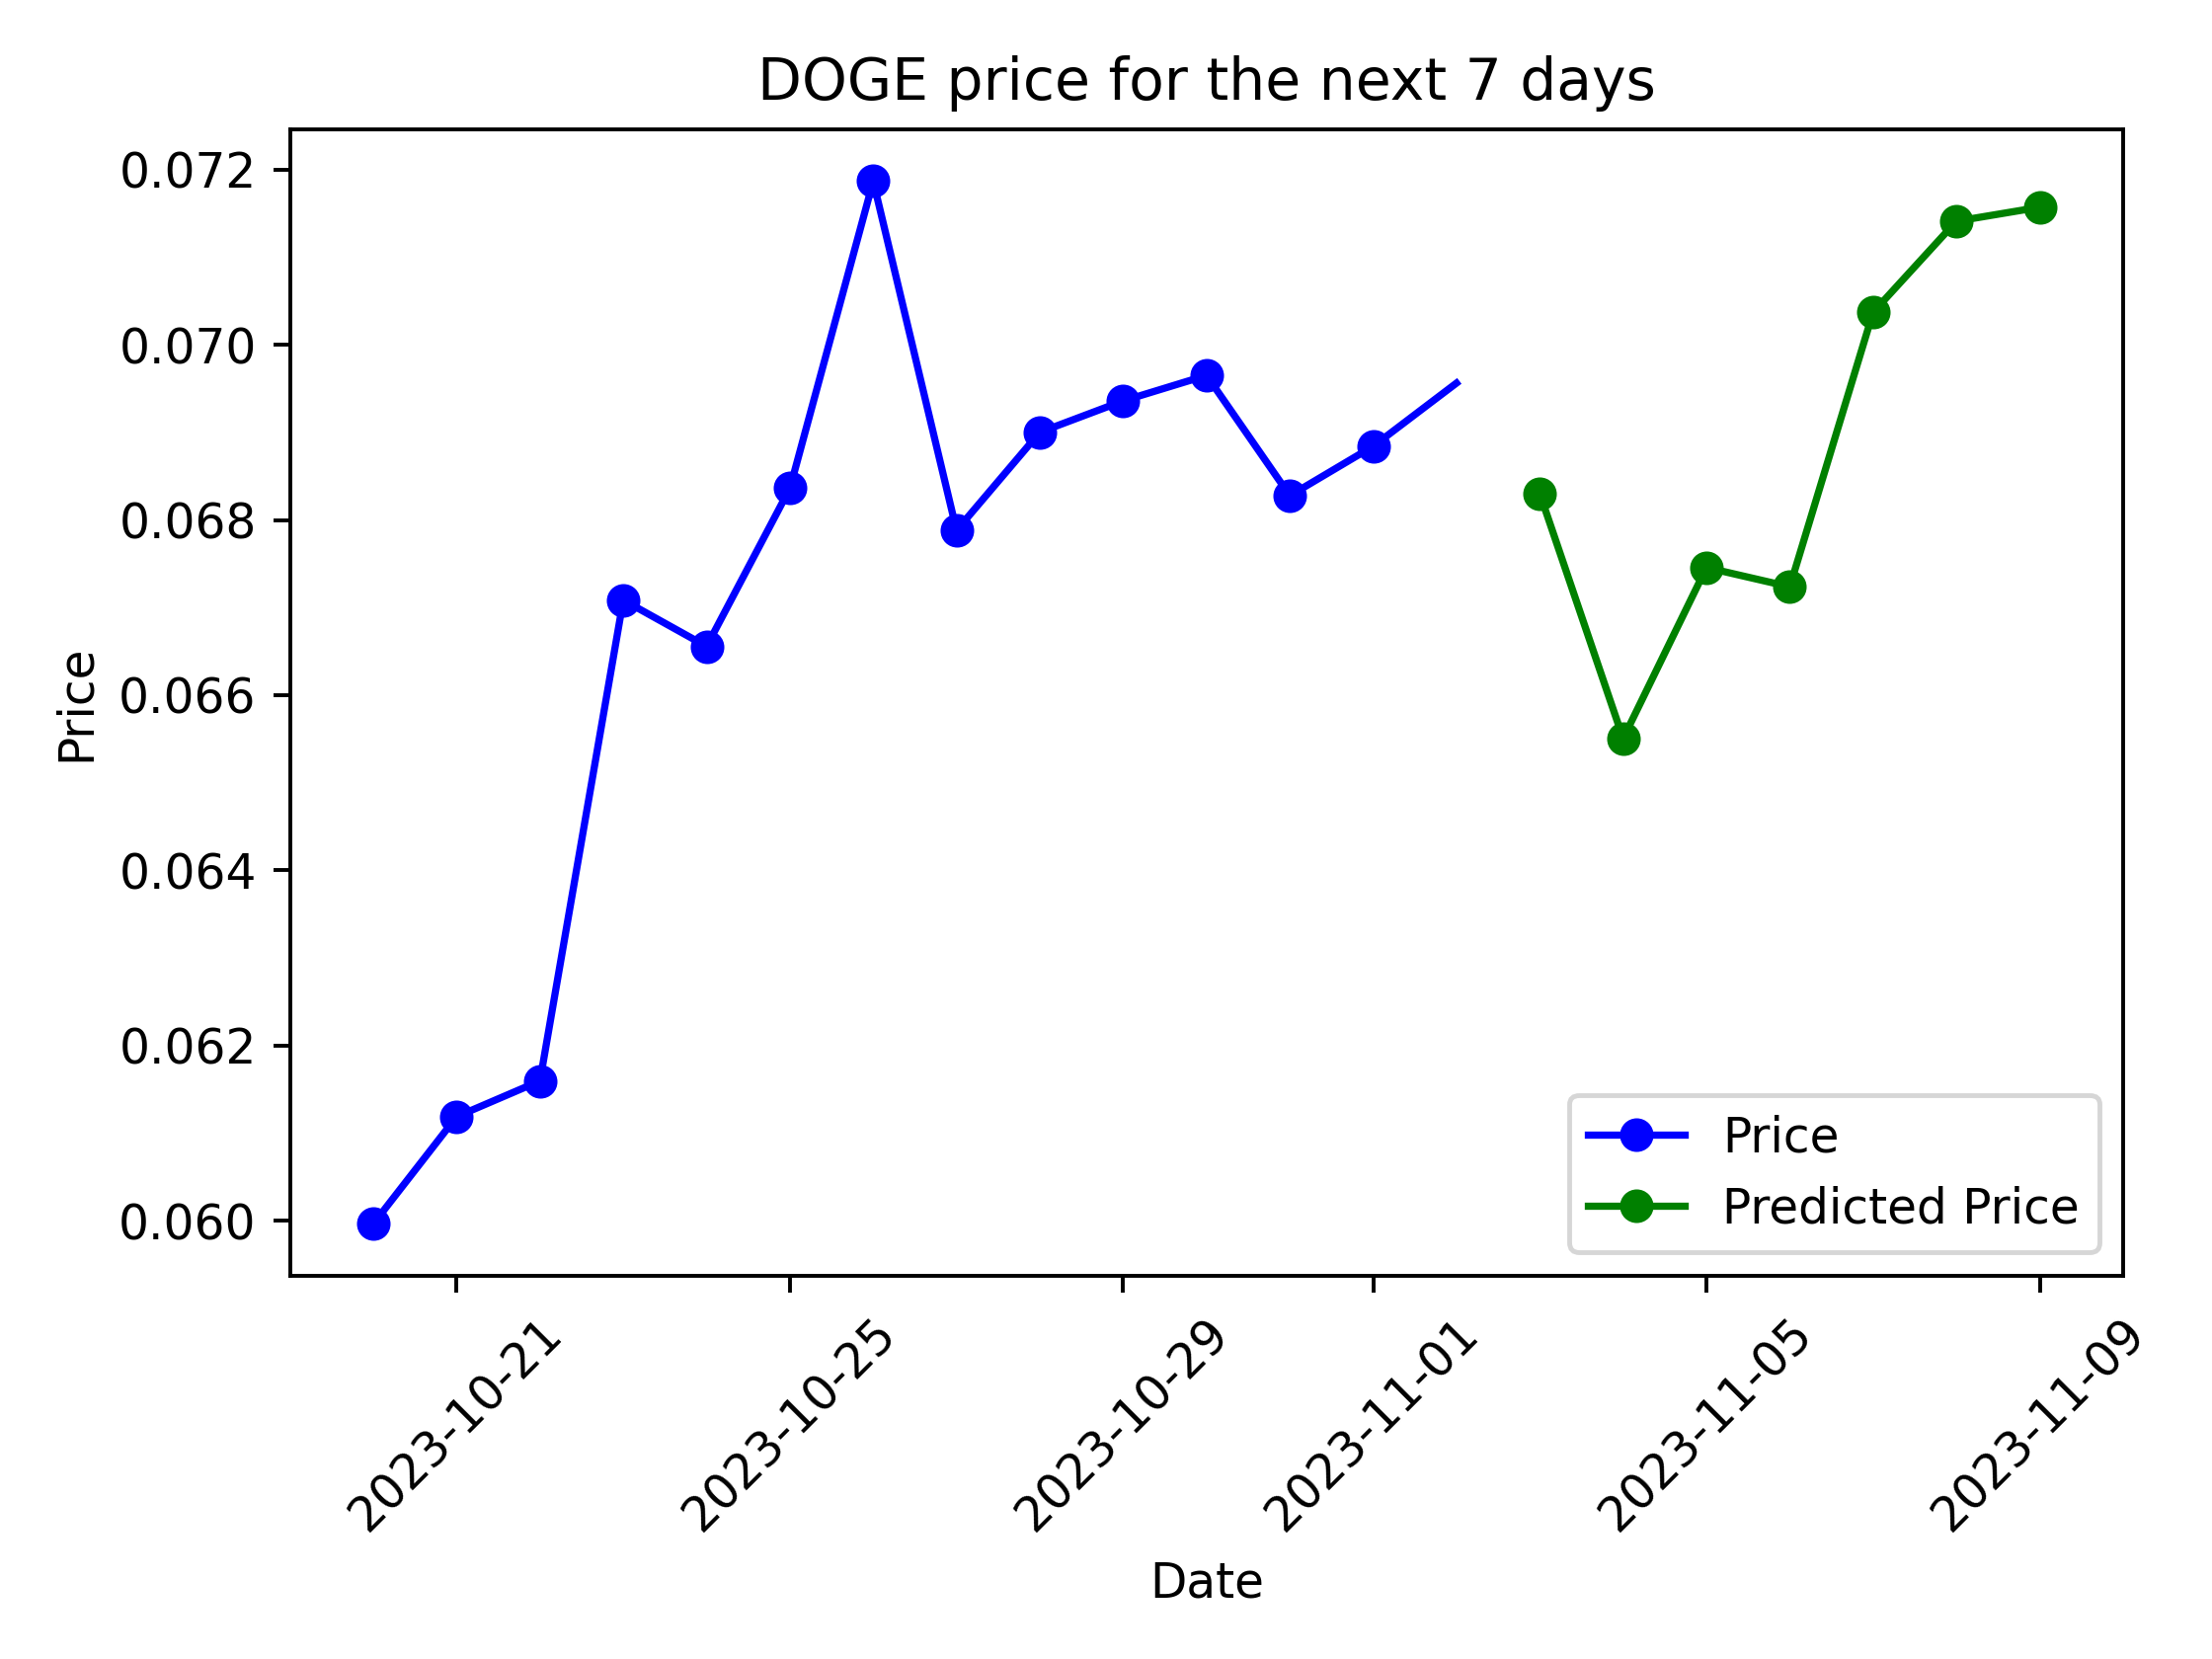 DOGE price for the next 7 days
0.072
0.070
0.068
0.066
0.064
0.062
0.060
Price
2023-10-21
2023-10-25
2023-10-29
2023-11-01
2023-11-05
2023-11-09
Date
Price
Predicted Price